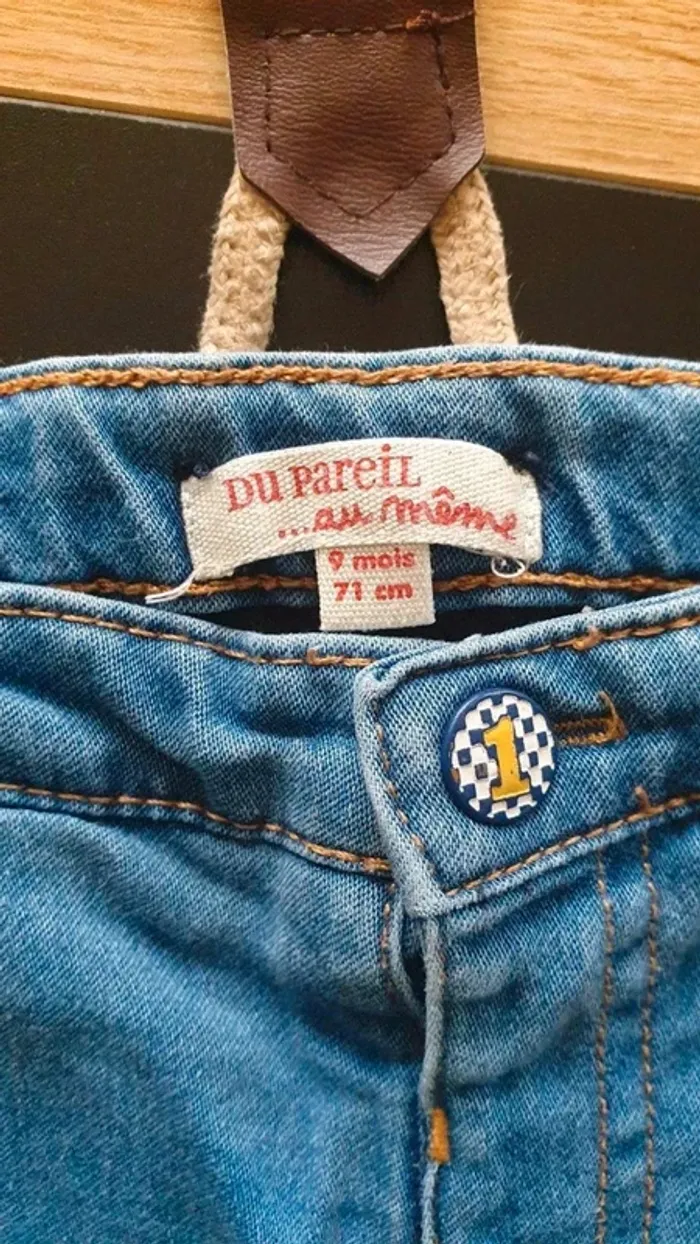 DU PAREIL
...au même
9 mois
71 cm
1